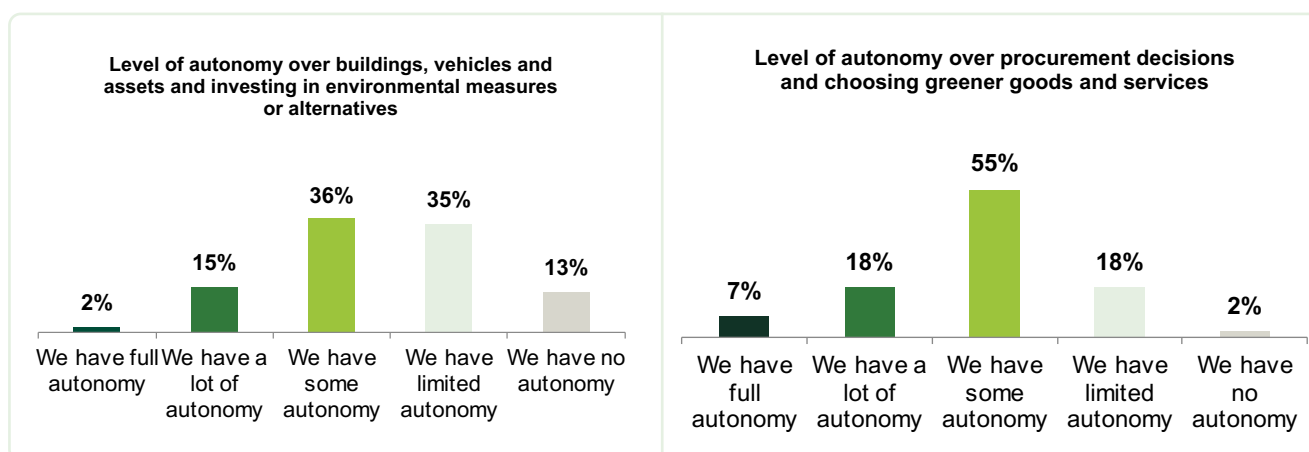 Level of autonomy over buildings, vehicles and
assets and investing in environmental measures
or alternatives
2%
15%
36%
35%
13%
We have full
autonomy
We have a
lot of
autonomy
We have
some
autonomy
We have
limited
autonomy
We have no
autonomy
Level of autonomy over procurement decisions
and choosing greener goods and services
7%
18%
55%
18%
2%
We have
full
autonomy
We have a
lot of
autonomy
We have
some
autonomy
We have
limited
autonomy
We have
no
autonomy